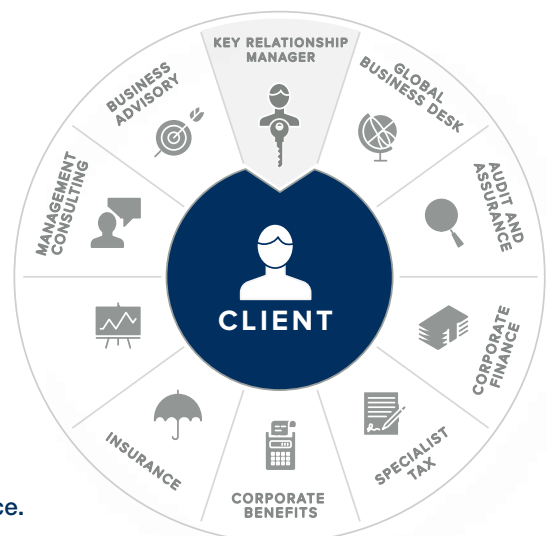 KEY RELATIONSHIP
MANAGER
GLOBAL
BUSINESS DESK
AUDIT AND
ASSURANCE
CORPORATE
FINANCE
SPECIALIST
TAX
CORPORATE
BENEFITS
INSURANCE
MANAGEMENT
CONSULTING
BUSINESS
ADVISORY
CLIENT
ce.